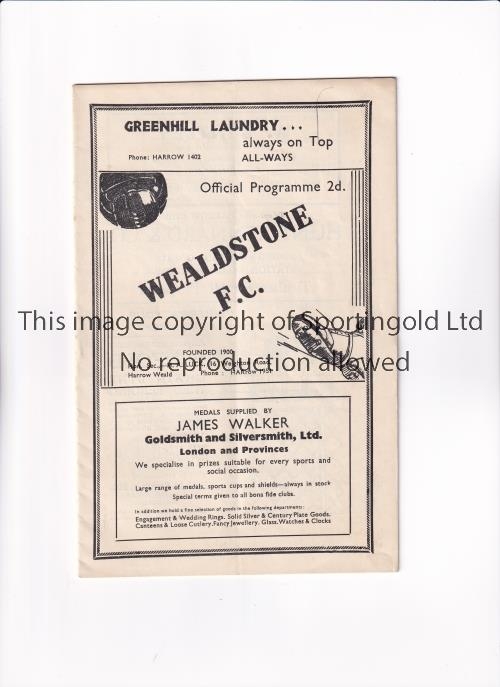 GREENHILL LAUNDRY...
always on Top
Phone: HARROW 1402 ALL-WAYS
Official Programme 2d.
WEALDSTONE
F.C.
This image copyright of sportingold Ltd
FOUNDED 1900
Harrow Weald Phone: HARrow 1951
No reproduction allowed
MEDALS SUPPLIED BY
JAMES WALKER
Goldsmith and Silversmith, Ltd.
London and Provinces
We specialise in prizes suitable for every sports and
social occasion.
Large range of medals, sports cups and shields—always in stock
Special terms given to all bona fide clubs.
In addition we hold a fine selection of goods in the following departments:
Engagement & Wedding Rings. Solid Silver & Century Plate Goods.
Canteens & Loose Cutlery. Fancy Jewellery. Glass. Watches & Clocks